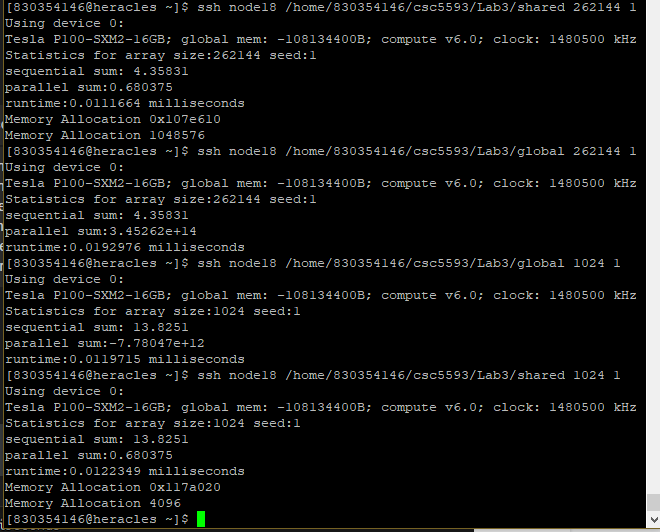 [830354146@heracles ~]$ ssh node18 /home/830354146/csc5593/Lab3/shared 262144 1
Using device 0:
Tesla P100-SXM2-16GB; global mem: -108134400B; compute v6.0; clock: 1480500 kHz
Statistics for array size:262144 seed:1
sequential sum: 4.35831
parallel sum:0.680375
runtime:0.0111664 milliseconds
Memory Allocation 0x107e610
Memory Allocation 1048576
[830354146@heracles ~]$ ssh node18 /home/830354146/csc5593/Lab3/global 262144 1
Using device 0:
Tesla P100-SXM2-16GB; global mem: -108134400B; compute v6.0; clock: 1480500 kHz
Statistics for array size:262144 seed:1
sequential sum: 4.35831
parallel sum:3.45262e+14
runtime:0.0192976 milliseconds
[830354146@heracles ~]$ ssh node18 /home/830354146/csc5593/Lab3/global 1024 1
Using device 0:
Tesla P100-SXM2-16GB; global mem: -108134400B; compute v6.0; clock: 1480500 kHz
Statistics for array size:1024 seed:1
sequential sum: 13.8251
parallel sum:-7.78047e+12
runtime:0.0119715 milliseconds
[830354146@heracles ~]$ ssh node18 /home/830354146/csc5593/Lab3/shared 1024 1
Using device 0:
Tesla P100-SXM2-16GB; global mem: -108134400B; compute v6.0; clock: 1480500 kHz
Statistics for array size:1024 seed:1
sequential sum: 13.8251
parallel sum:0.680375
runtime:0.0122349 milliseconds
Memory Allocation 0x117a020
Memory Allocation 4096
[830354146@heracles ~]$